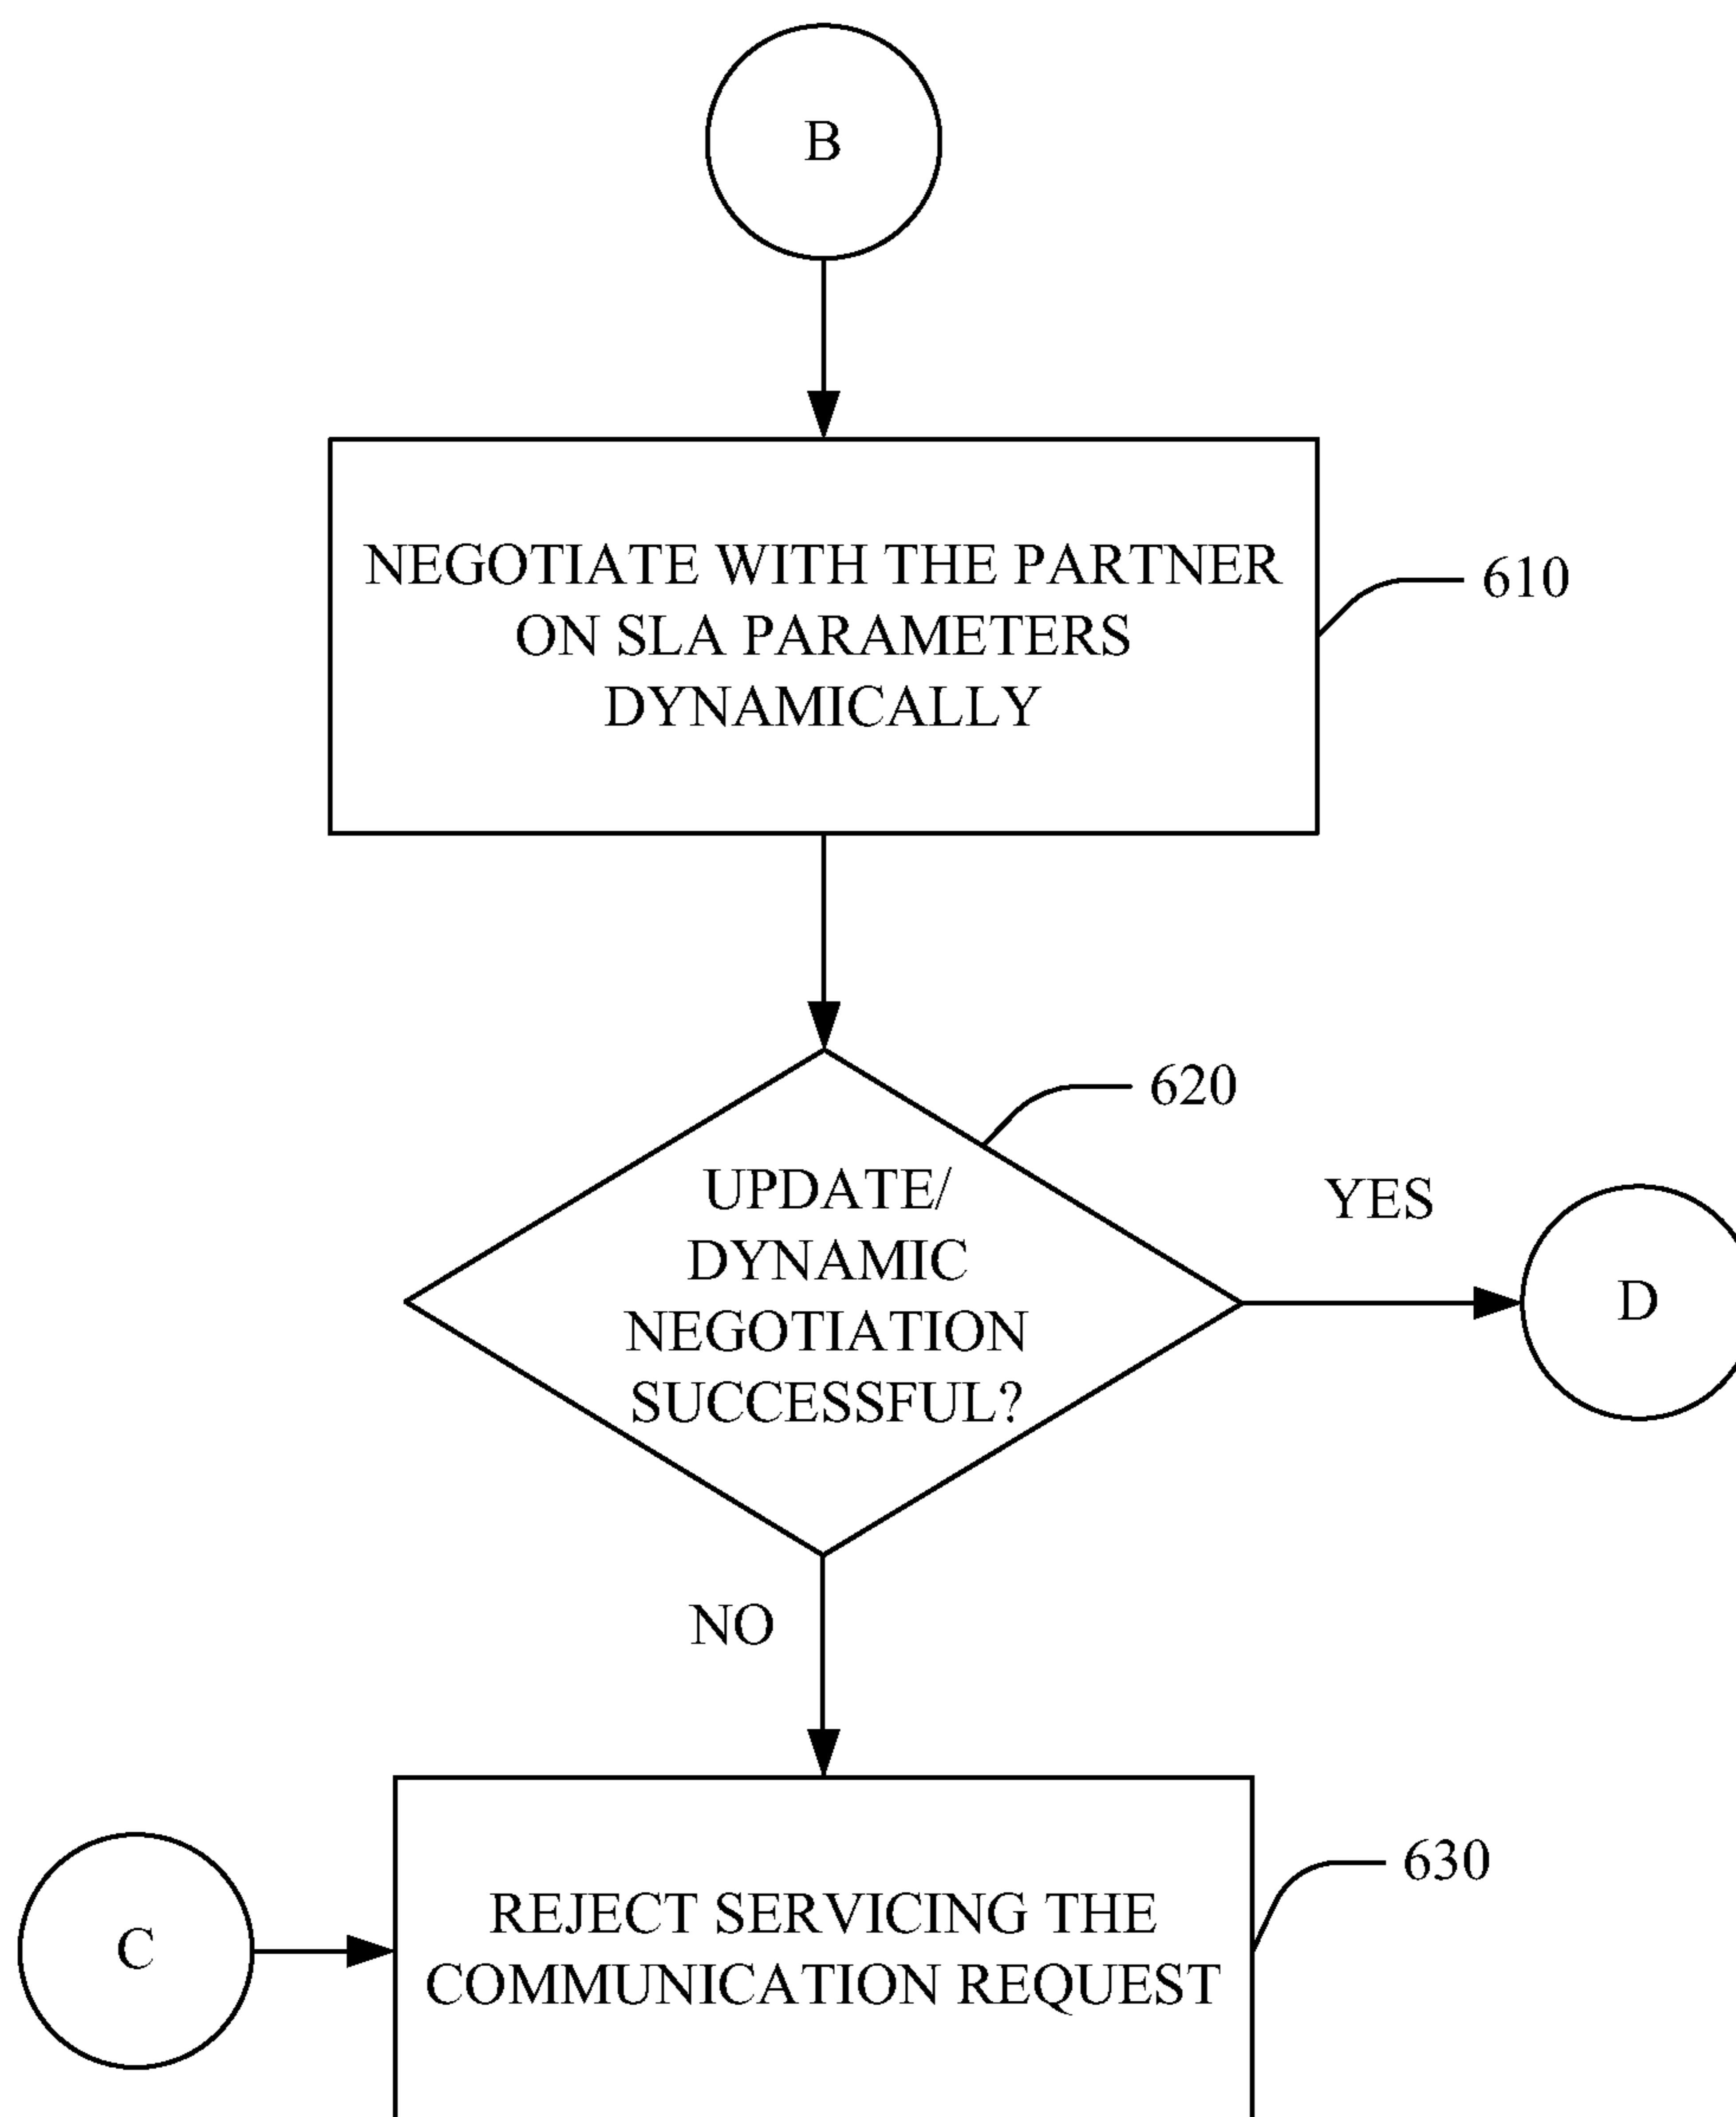 B
NEGOTIATE WITH THE PARTNER
ON SLA PARAMETERS
DYNAMICALLY
610
620
UPDATE/
DYNAMIC
NEGOTIATION
SUCCESSFUL?
YES
D
NO
630
C
REJECT SERVICING THE
COMMUNICATION REQUEST